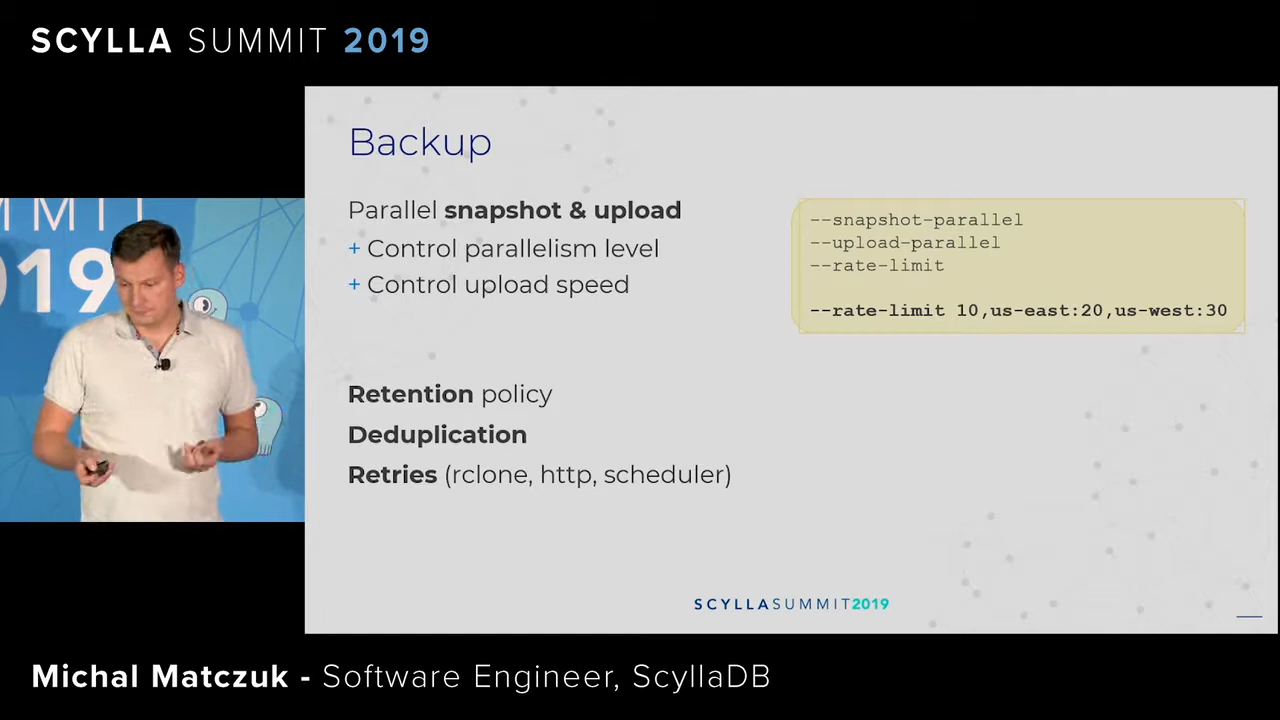 SCYLLA SUMMIT 2019
MMIT
019
Backup
Parallel snapshot & upload
+ Control parallelism level
+ Control upload speed
--snapshot-parallel
--upload-parallel
--rate-limit
--rate-limit 10,us-east:20,us-west:30
Retention policy
Deduplication
Retries (rclone, http, scheduler)
SCYLLASUMMIT2019
Michal Matczuk - Software Engineer, ScyllaDB